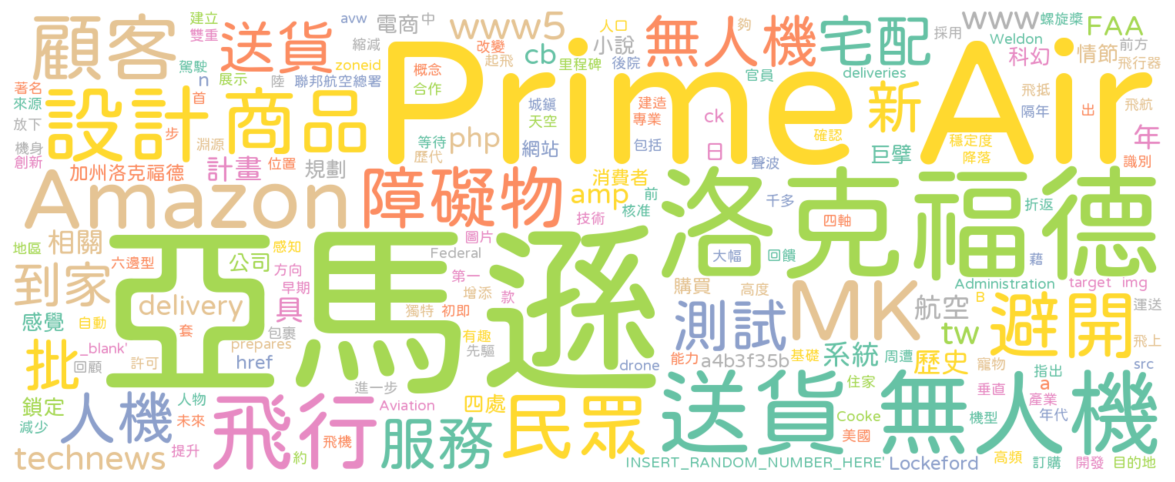 建立 avw 電商 中 www5 改變 小說 人口 夠 www 螺旋槳 採用 FAA
顧客 送貨 雙重 縮減 起飛 cb 里程碑 後院 無人機 宅配 Weldon 科幻 情節 前方
駕駛 展示 zoneid 概念 官員 deliveries 飛行器
著名 n 聯邦航空總署 陸 合作 Prime Air
來源 首 設計 商品 城鎮 天空 建造 專業 ck 新 飛抵 隔年 出 飛航
放下 步 淵源 等待 php 網站 包括 日 確認 穩定度 年
機身 創新 加州洛克福德 計畫 位置 規劃 歷代 聲波 巨擘 降落 識別
Amazon 障礙物 消費者 amp 前 核准 技術 千多 四軸 洛克福德 折返
地區 相關 感知 圖片 Federal 大幅 回饋 藉
六邊型 公司 方向 早期 第一 購買 高度 Administration target img
到家 delivery 具 增添 款 測試 MK 航空 B 運送
感覺 自動 套 包裹 獨特 初即 tw 避開 飛上
_blank' 回顧 許可 prepares href 亞馬遜 有趣 先驅 drone 能力 a4b3f35b 基礎 系統 周遭 歷史 寵物 指出 src
批 進一步 住家 垂直 a 產業
鎖定 減少 人物 未來 人機 提升 飛行 Aviation 飛機 約 四處 服務 民眾 送貨 Cooke 美國 無人機 機型 年代
technews INSERT_RANDOM_NUMBER_HERE' Lockeford 高頻 訂購 開發 目的地